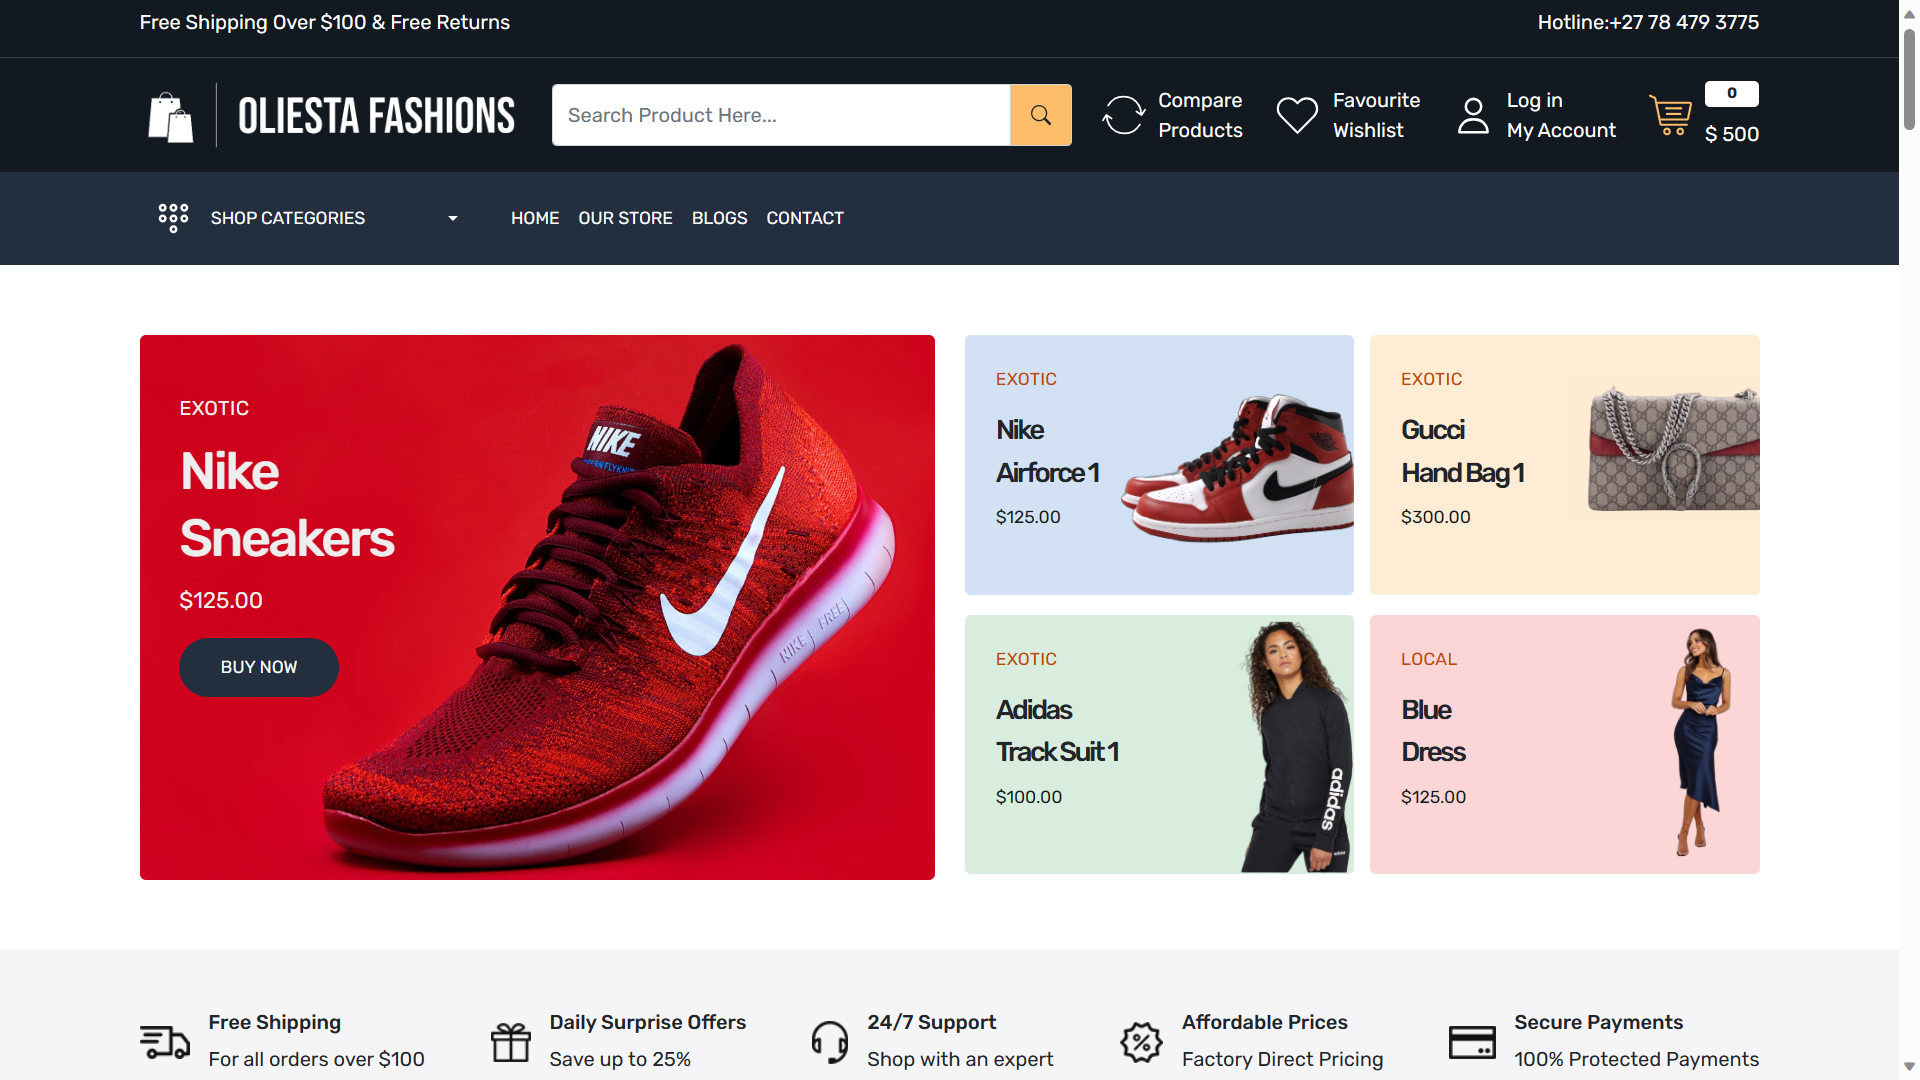 Free Shipping Over $100 & Free Returns
Hotline:+27 78 479 3775
OLIESTA FASHIONS
Search Product Here...
Compare
Products
Favourite
Wishlist
Log in
My Account
0
$ 500
SHOP CATEGORIES
HOME
OUR STORE
BLOGS
CONTACT
EXOTIC
Nike
Sneakers
$125.00
BUY NOW
NIKE
NIKE FREE
EXOTIC
Nike
Airforce 1
$125.00
EXOTIC
Gucci
Hand Bag 1
$300.00
EXOTIC
Adidas
Track Suit 1
$100.00
adidas
LOCAL
Blue
Dress
$125.00
Free Shipping
For all orders over $100
Daily Surprise Offers
Save up to 25%
24/7 Support
Shop with an expert
Affordable Prices
Factory Direct Pricing
Secure Payments
100% Protected Payments